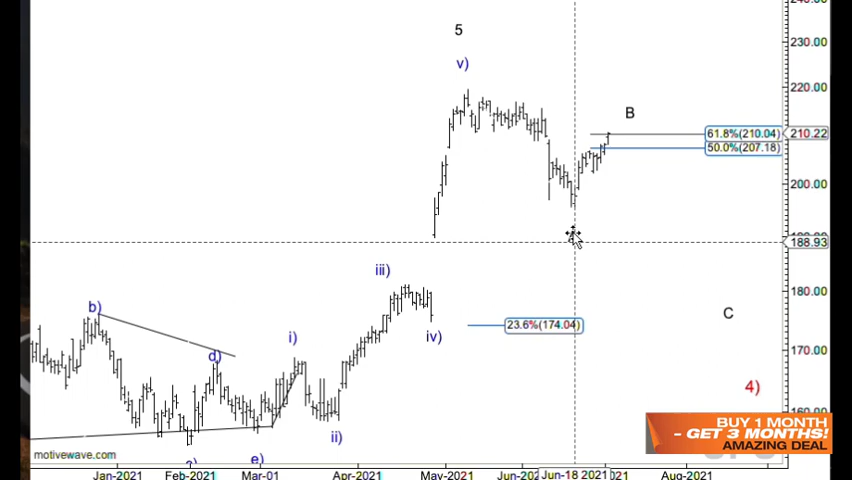 5
v)
B
61.8%(210.04)
50.0%(207.18)
230.00
220.00
210.22
200.00
188.93
180.00
170.00
iii)
b)
d)
i)
iv)
23.6%(174.04)
C
4)
ii)
e)
BUY 1 MONTH
- GET 3 MONTHS!
AMAZING DEAL
motivewave.com
Jan-2021
Feb-2021
Mar-01
Apr-2021
May-2021
Jun-18 2021
Aug-2021